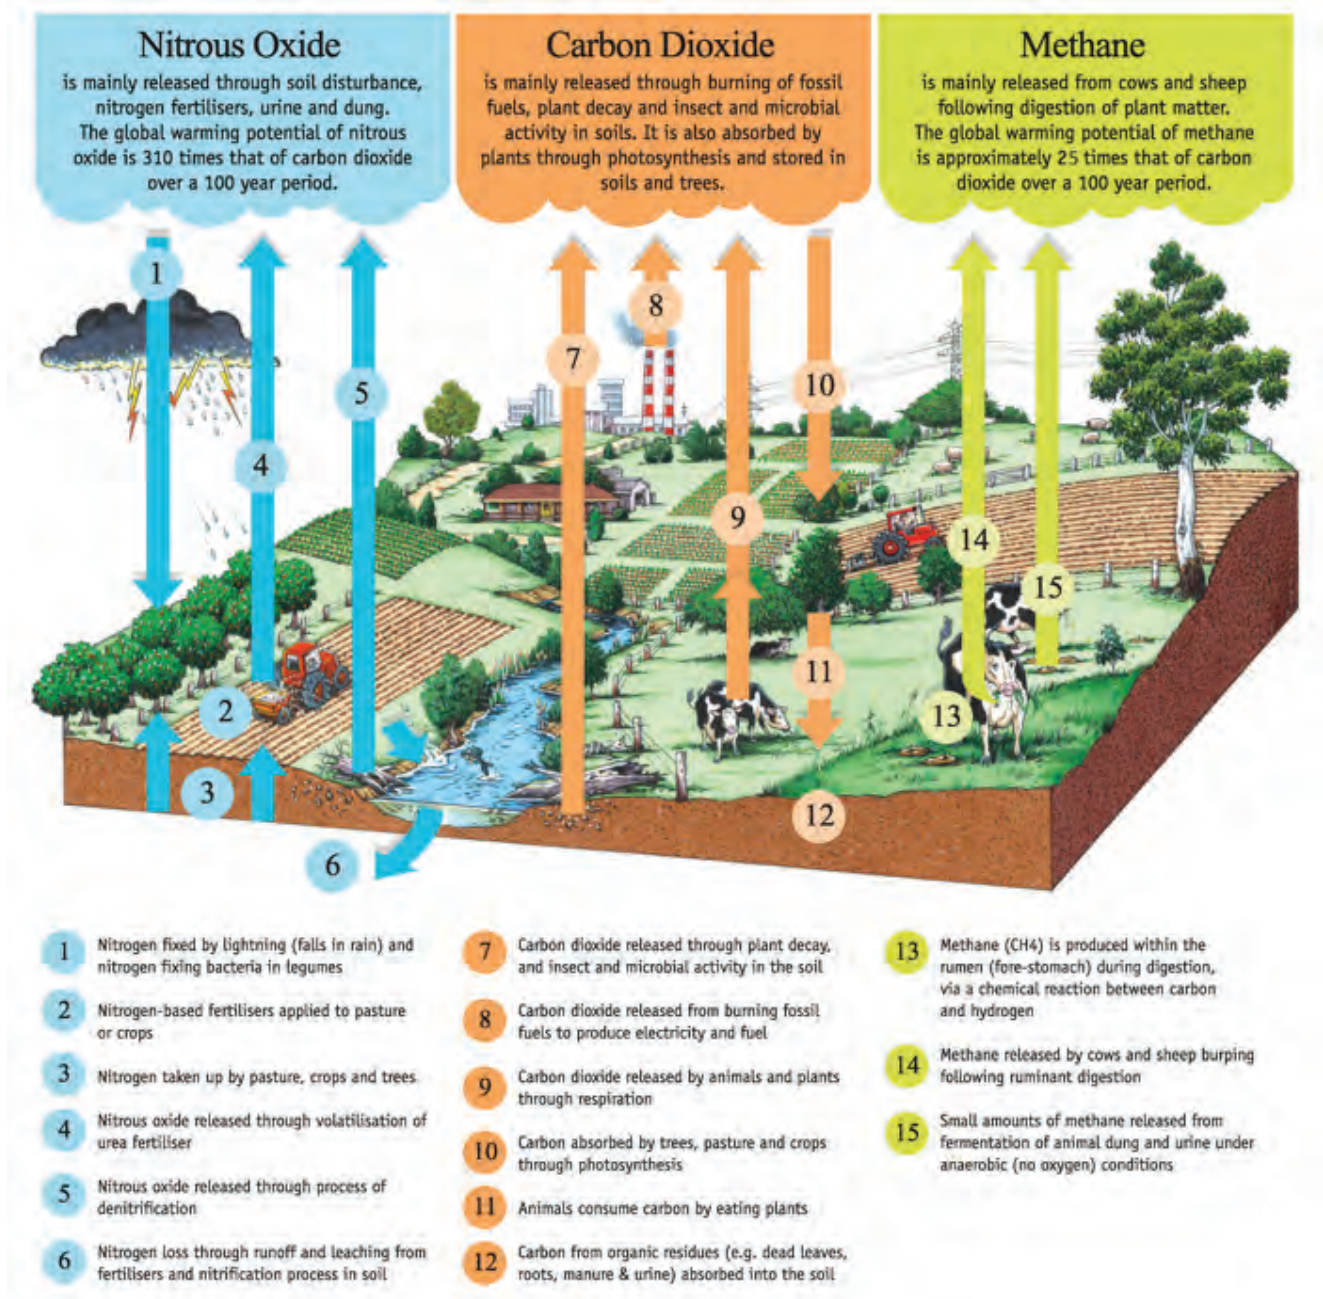 Nitrous Oxide
is mainly released through soil disturbance,
nitrogen fertilisers, urine and dung.
The global warming potential of nitrous
oxide is 310 times that of carbon dioxide
over a 100 year period.
Carbon Dioxide
is mainly released through burning of fossil
fuels, plant decay and insect and microbial
activity in soils. It is also absorbed by
plants through photosynthesis and stored in
soils and trees.
Methane
is mainly released from cows and sheep
following digestion of plant matter.
The global warming potential of methane
is approximately 25 times that of carbon
dioxide over a 100 year period.
1
8
7
5
10
4
9
14
15
11
2
13
3
12
6
1 Nitrogen fixed by lightning (falls in rain) and
nitrogen fixing bacteria in legumes
2 Nitrogen-based fertilisers applied to pasture
or crops
3 Nitrogen taken up by pasture, crops and trees
4 Nitrous oxide released through volatilisation of
urea fertiliser
5 Nitrous oxide released through process of
denitrification
6 Nitrogen loss through runoff and leaching from
fertilisers and nitrification process in soil
7 Carbon dioxide released through plant decay,
and insect and microbial activity in the soil
8 Carbon dioxide released from burning fossil
fuels to produce electricity and fuel
9 Carbon dioxide released by animals and plants
through respiration
10 Carbon absorbed by trees, pasture and crops
through photosynthesis
11 Animals consume carbon by eating plants
12 Carbon from organic residues (e.g. dead leaves,
roots, manure & urine) absorbed into the soil
13 Methane (CH4) is produced within the
rumen (fore-stomach) during digestion,
via a chemical reaction between carbon
and hydrogen
14 Methane released by cows and sheep burping
following ruminant digestion
15 Small amounts of methane released from
fermentation of animal dung and urine under
anaerobic (no oxygen) conditions